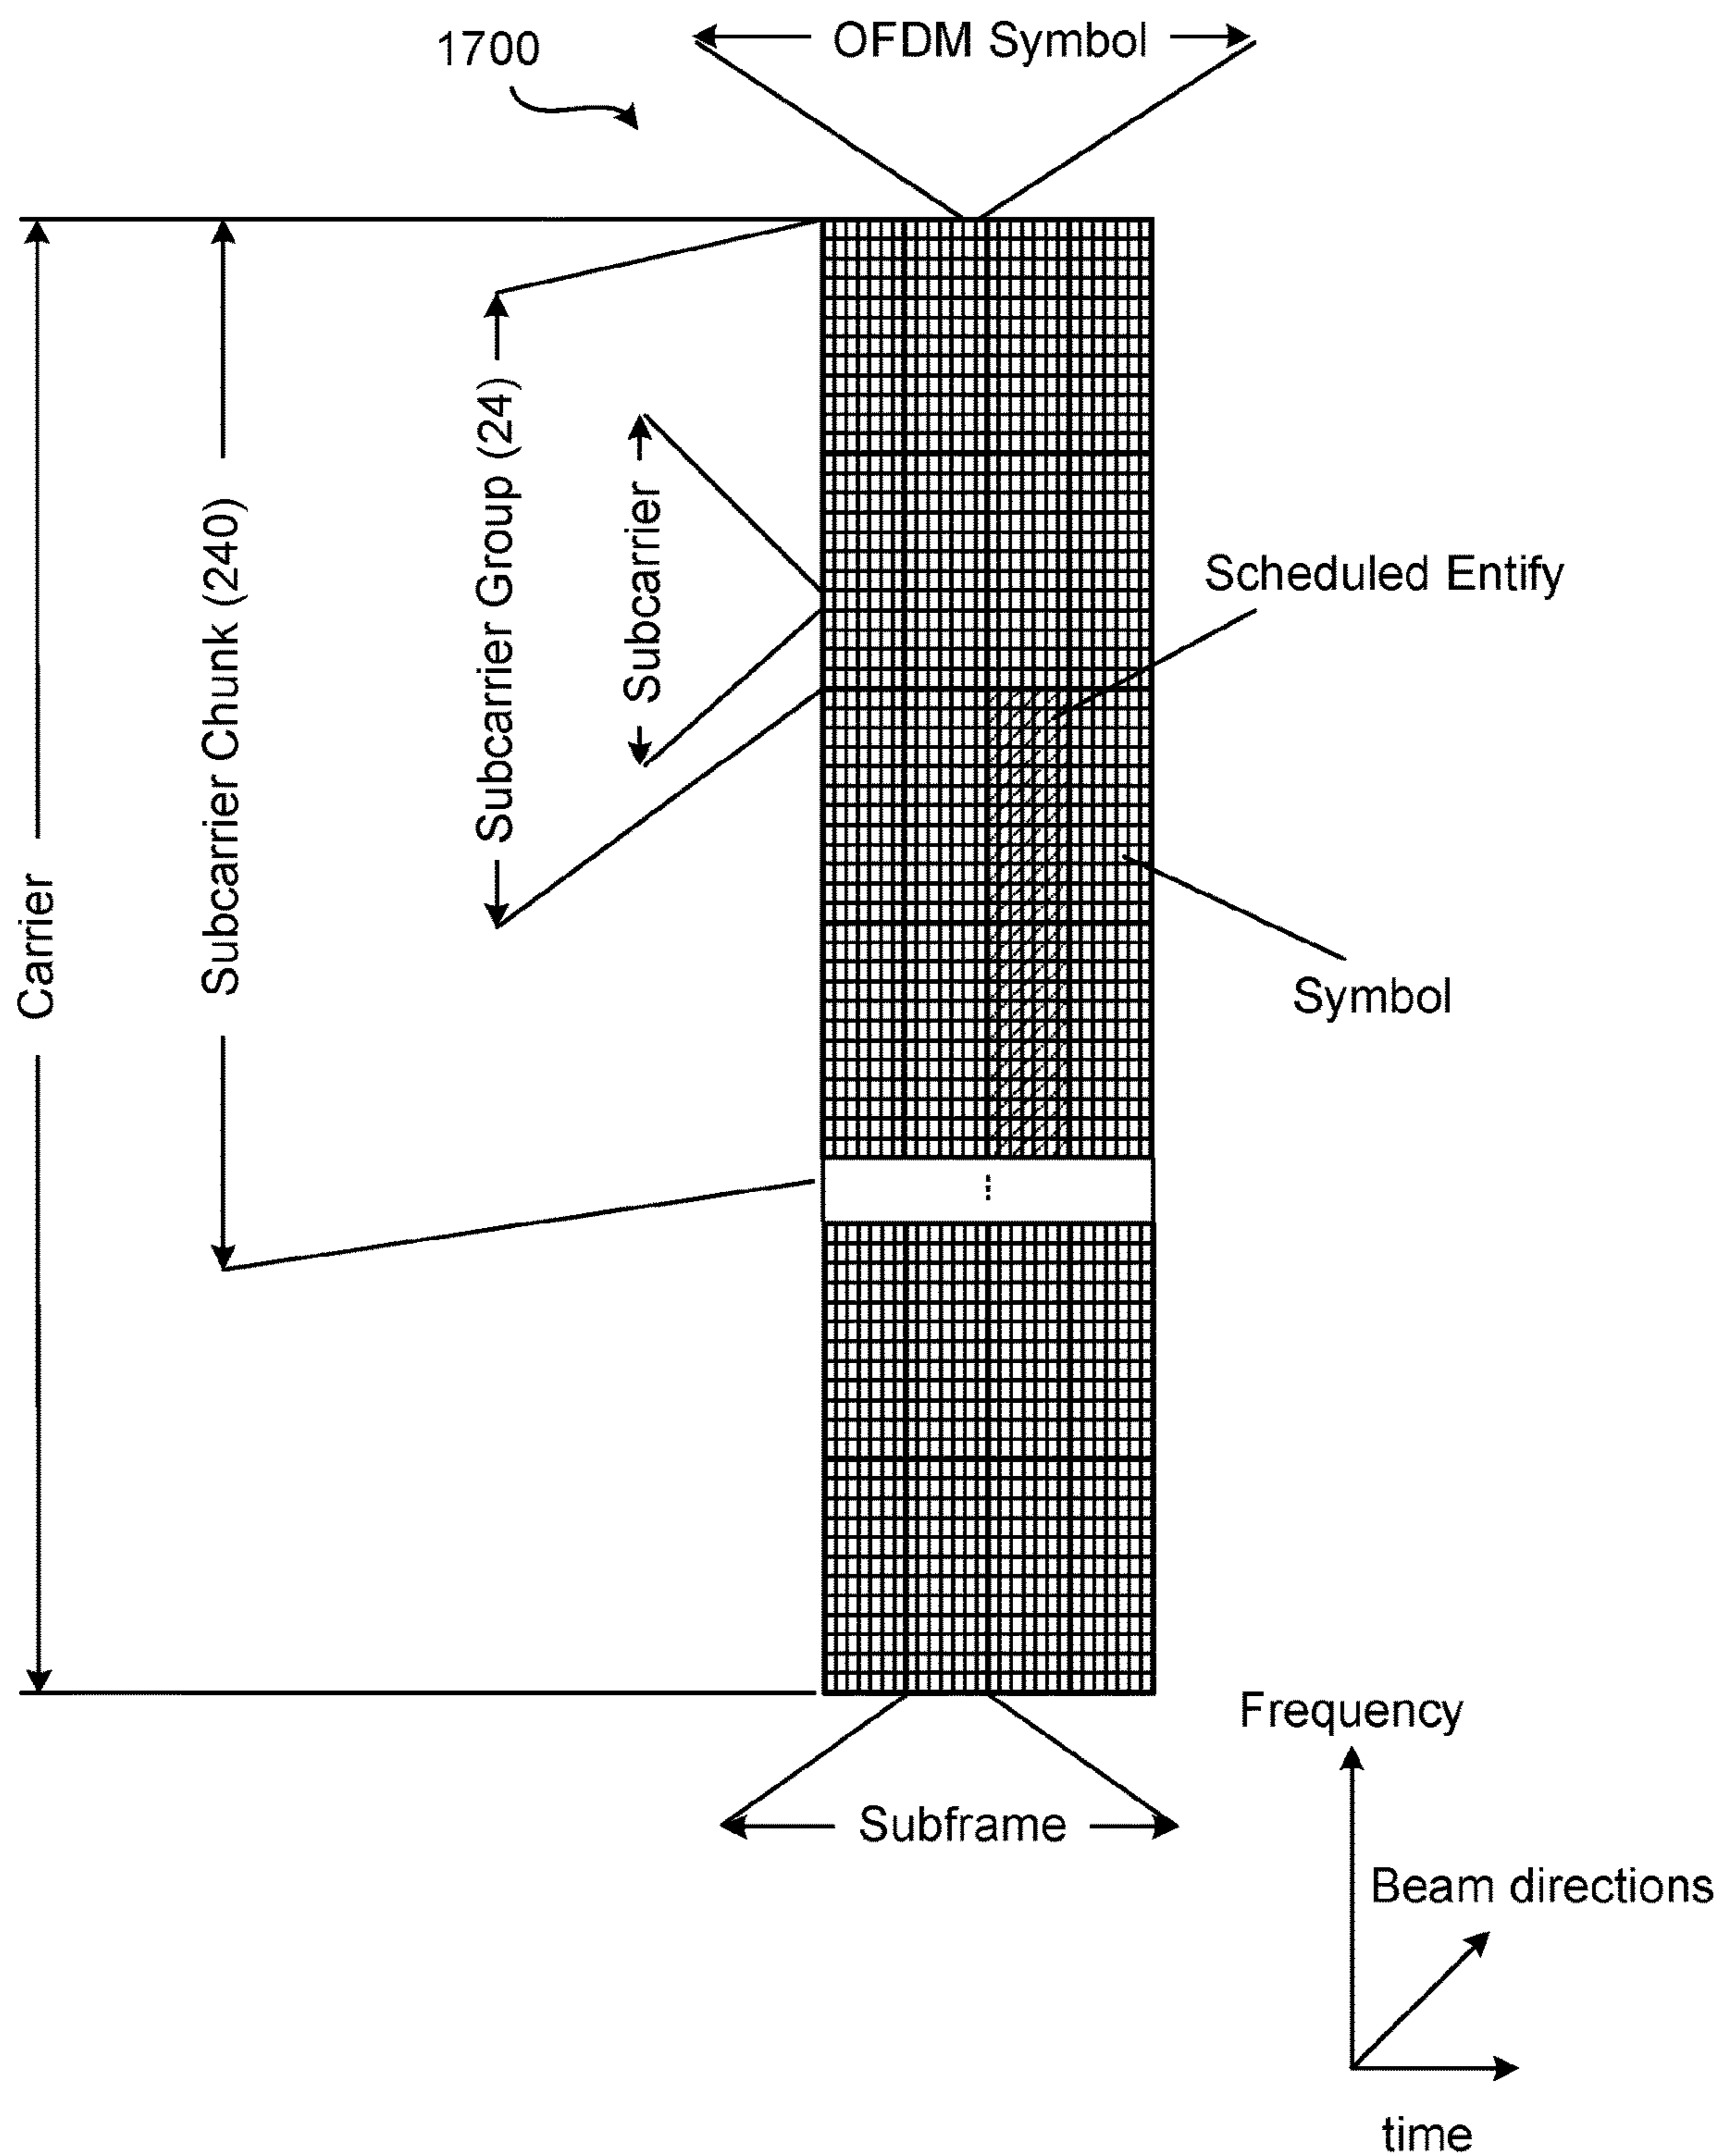 1700
OFDM Symbol
Carrier
Subcarrier Chunk (240)
Subcarrier Group (24)
Subcarrier
Scheduled Entify
Symbol
Subframe
Frequency
Beam directions
time